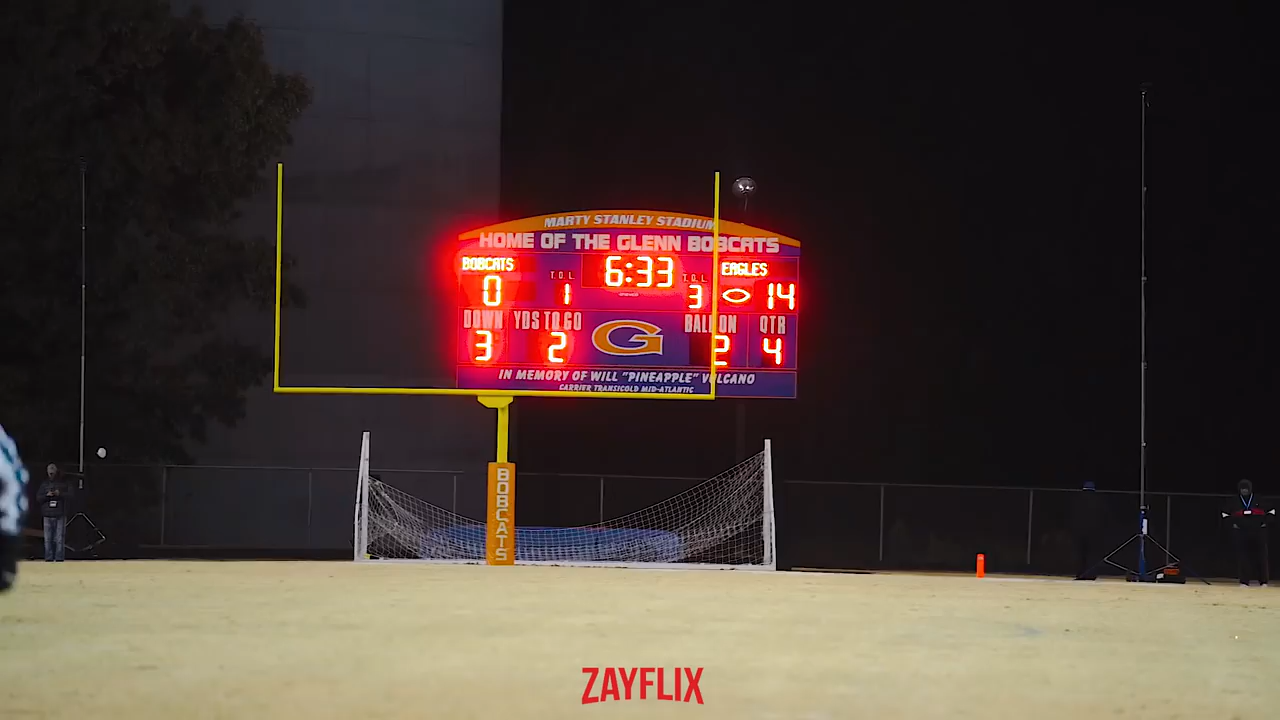 MARTY STANLEY STADIUM
HOME OF THE GLENN BOBCATS
BOBCATS T.O.L. 6:33 T.O.L. EAGLES
0 1 3 14
DOWN YDS TO GO G BALL ON QTR
3 2 2 4
IN MEMORY OF WILL "PINEAPPLE" VULCANO
CARRIER TRANSICOLD MID-ATLANTIC
BOBCATS
ZAYFLIX